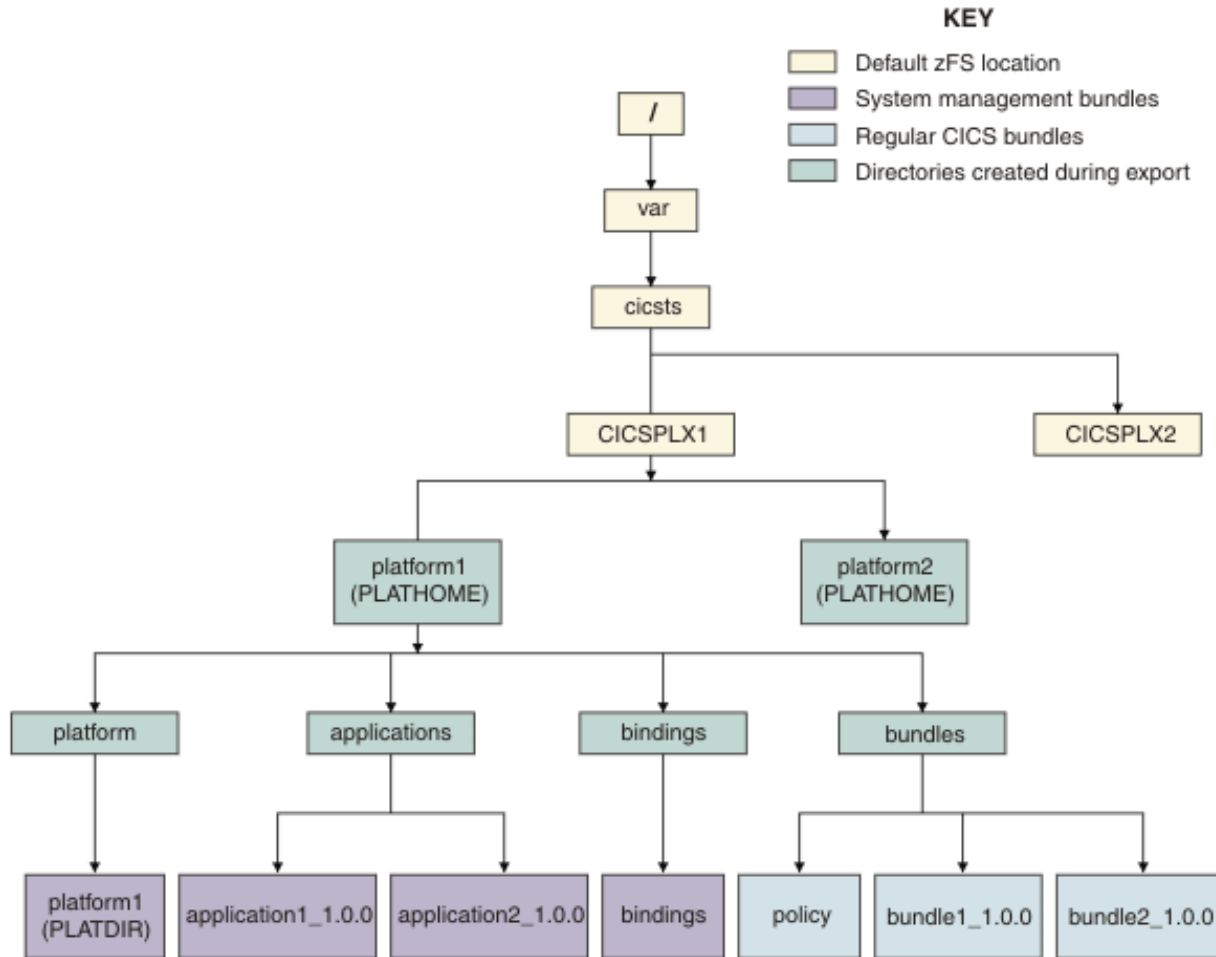 KEY
Default zFS location
System management bundles
Regular CICS bundles
Directories created during export
/
var
cicsts
CICSPLX1
CICSPLX2
platform1
(PLATHOME)
platform2
(PLATHOME)
platform
applications
bindings
bundles
platform1
(PLATDIR)
application1_1.0.0
application2_1.0.0
bindings
policy
bundle1_1.0.0
bundle2_1.0.0